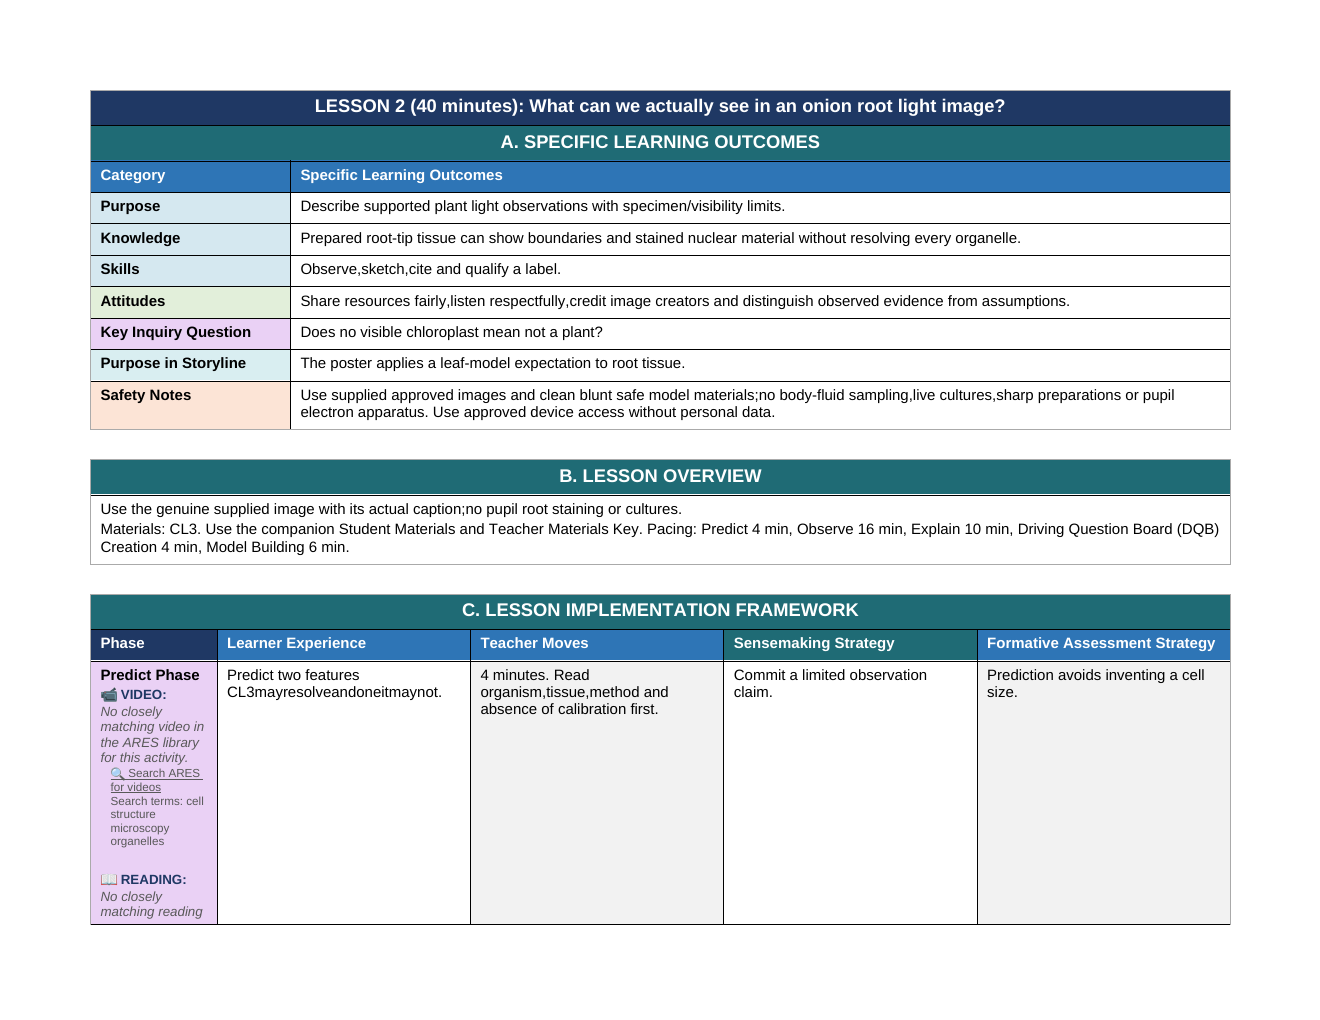 LESSON 2 (40 minutes): What can we actually see in an onion root light image?
A. SPECIFIC LEARNING OUTCOMES
Category
Specific Learning Outcomes
Purpose
Describe supported plant light observations with specimen/visibility limits.
Knowledge
Prepared root-tip tissue can show boundaries and stained nuclear material without resolving every organelle.
Skills
Observe,sketch,cite and qualify a label.
Attitudes
Share resources fairly,listen respectfully,credit image creators and distinguish observed evidence from assumptions.
Key Inquiry Question
Does no visible chloroplast mean not a plant?
Purpose in Storyline
The poster applies a leaf-model expectation to root tissue.
Safety Notes
Use supplied approved images and clean blunt safe model materials;no body-fluid sampling,live cultures,sharp preparations or pupil
electron apparatus. Use approved device access without personal data.
B. LESSON OVERVIEW
Use the genuine supplied image with its actual caption;no pupil root staining or cultures.
Materials: CL3. Use the companion Student Materials and Teacher Materials Key. Pacing: Predict 4 min, Observe 16 min, Explain 10 min, Driving Question Board (DQB)
Creation 4 min, Model Building 6 min.
C. LESSON IMPLEMENTATION FRAMEWORK
Phase
Learner Experience
Teacher Moves
Sensemaking Strategy
Formative Assessment Strategy
Predict Phase
📹 VIDEO:
No closely
matching video in
the ARES library
for this activity.
🔍 Search ARES
for videos
Search terms: cell
structure
microscopy
organelles
📖 READING:
No closely
matching reading
Predict two features
CL3mayresolveandoneitmaynot.
4 minutes. Read
organism,tissue,method and
absence of calibration first.
Commit a limited observation
claim.
Prediction avoids inventing a cell
size.